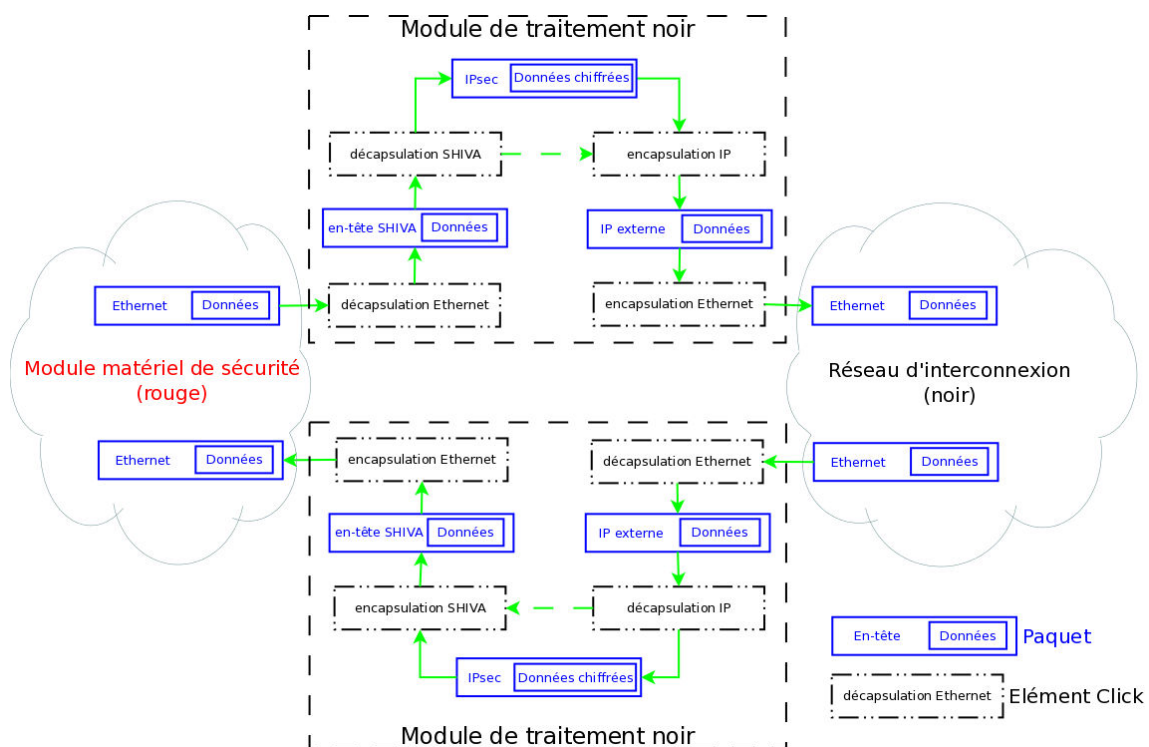 Module de traitement noir
IPsec Données chiffrées
décapsulation SHIVA
encapsulation IP
en-tête SHIVA Données
IP externe Données
Ethernet Données
décapsulation Ethernet
encapsulation Ethernet
Ethernet Données
Module matériel de sécurité
(rouge)
Réseau d'interconnexion
(noir)
Ethernet Données
encapsulation Ethernet
décapsulation Ethernet
Ethernet Données
en-tête SHIVA Données
IP externe Données
encapsulation SHIVA
décapsulation IP
IPsec Données chiffrées
Module de traitement noir
En-tête Données Paquet
décapsulation Ethernet Elément Click